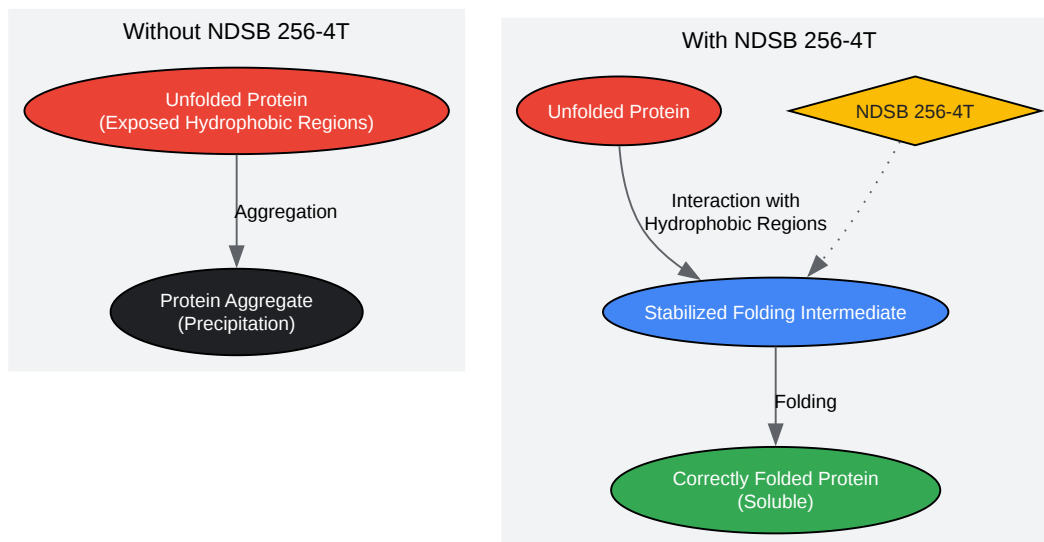 Without NDSB 256-4T
Unfolded Protein
(Exposed Hydrophobic Regions)
Aggregation
Protein Aggregate
(Precipitation)
With NDSB 256-4T
Unfolded Protein
NDSB 256-4T
Interaction with
Hydrophobic Regions
Stabilized Folding Intermediate
Folding
Correctly Folded Protein
(Soluble)